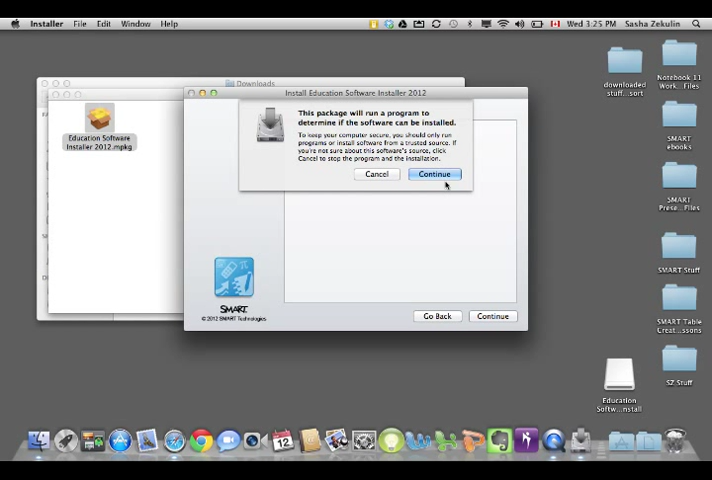 Installer File Edit Window Help
Wed 3:25 PM Sasha Zekulin
Downloads
Education Software
Installer 2012.mpkg
Install Education Software Installer 2012
This package will run a program to
determine if the software can be installed.
To keep your computer secure, you should only run
programs or install software from a trusted source. If
you're not sure about this software's source, click
Cancel to stop the program and the installation.
Cancel Continue
SMART
© 2012 SMART Technologies
Go Back Continue
downloaded
stuff...sort
Notebook 11
Work...Files
SMART
ebooks
SMART
Prese...Files
SMART Stuff
SMART Table
Creat...ssons
Education
Softw...nstall
SZ Stuff
12